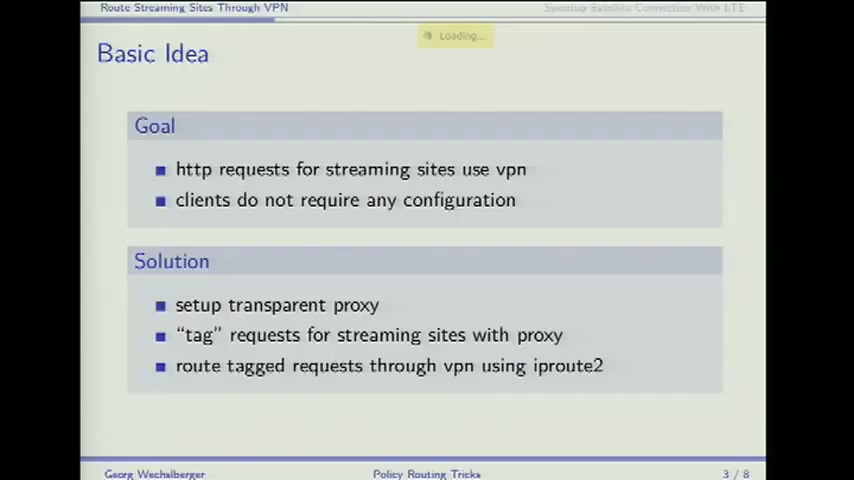 Route Streaming Sites Through VPN
Speedup Satellite Connection With LTE
Loading...
Basic Idea
Goal
http requests for streaming sites use vpn
clients do not require any configuration
Solution
setup transparent proxy
“tag” requests for streaming sites with proxy
route tagged requests through vpn using iproute2
Georg Wechslberger
Policy Routing Tricks
3 / 8